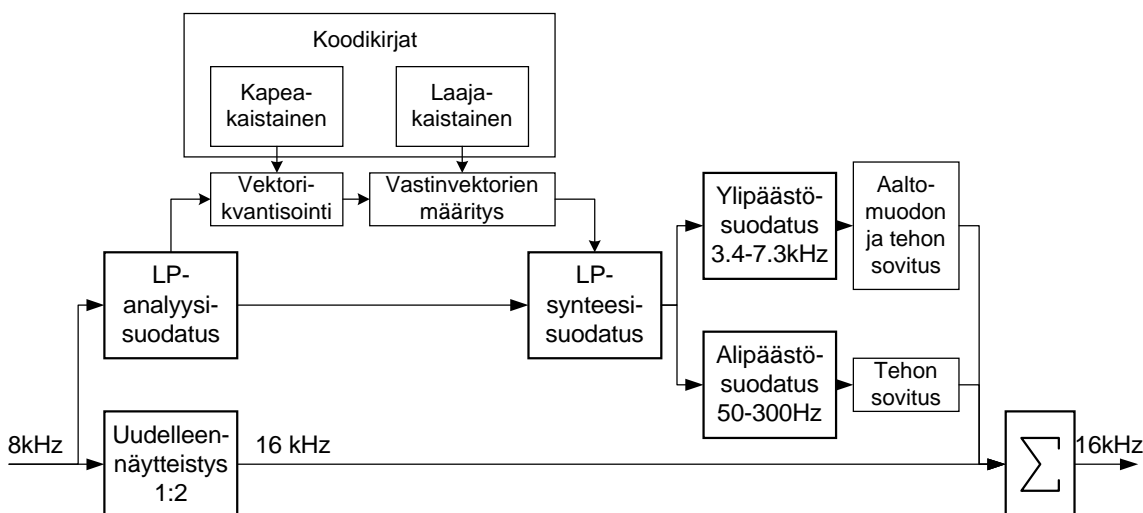 Koodikirjat
Kapea-
kaistainen
Laaja-
kaistainen
Vektori-
kvantisointi
Vastinvektorien
määritys
Ylipäästö-
suodatus
3.4-7.3kHz
Aalto-
muodon
ja tehon
sovitus
LP-
analyysi-
suodatus
LP-
synteesi-
suodatus
Alipäästö-
suodatus
50-300Hz
Tehon
sovitus
8kHz
Uudelleen-
näytteistys
1:2
16 kHz
∑
16kHz